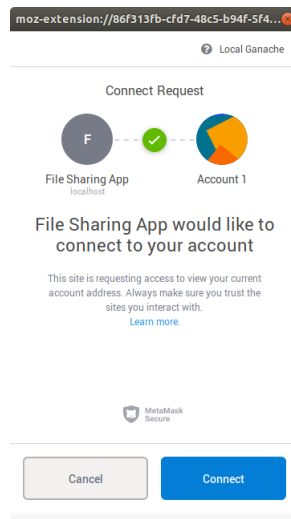 moz-extension://86f313fb-cfd7-48c5-b94f-5f4...
Local Ganache
Connect Request
F
File Sharing App
localhost
Account 1
File Sharing App would like to
connect to your account
This site is requesting access to view your current
account address. Always make sure you trust the
sites you interact with.
Learn more.
MetaMask
Secure
Cancel
Connect